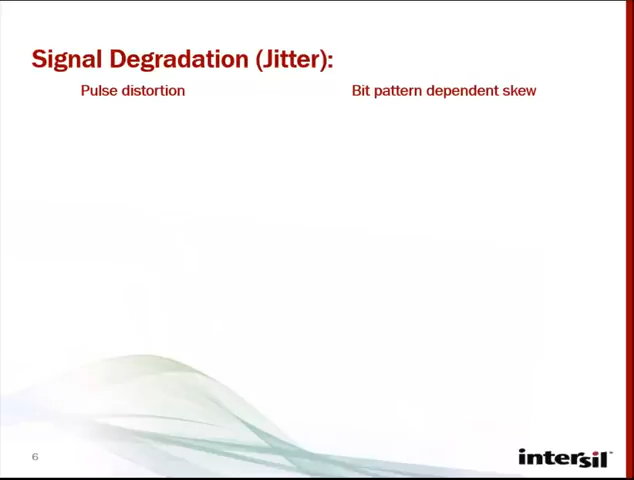 Signal Degradation (Jitter):
Pulse distortion
Bit pattern dependent skew
6
intersil